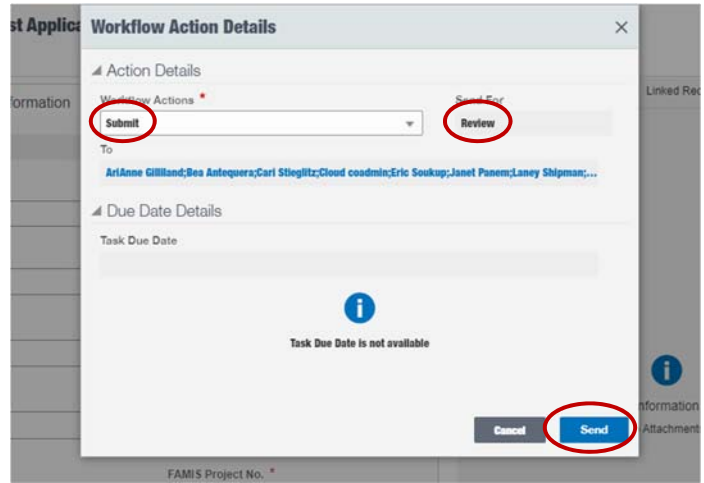 st Applica
Workflow Action Details
Action Details
ormation
Linked Rec
Workflow Actions *
Send For
Submit
Review
To
AriAnne Gilliland;Bea Antequera;Cari Stieglitz;Cloud coadmin;Eric Soukup;Janet Panem;Laney Shipman;...
Due Date Details
Task Due Date
Task Due Date is not available
nformation
Cancel
Send
Attachment
FAMIS Project No. *